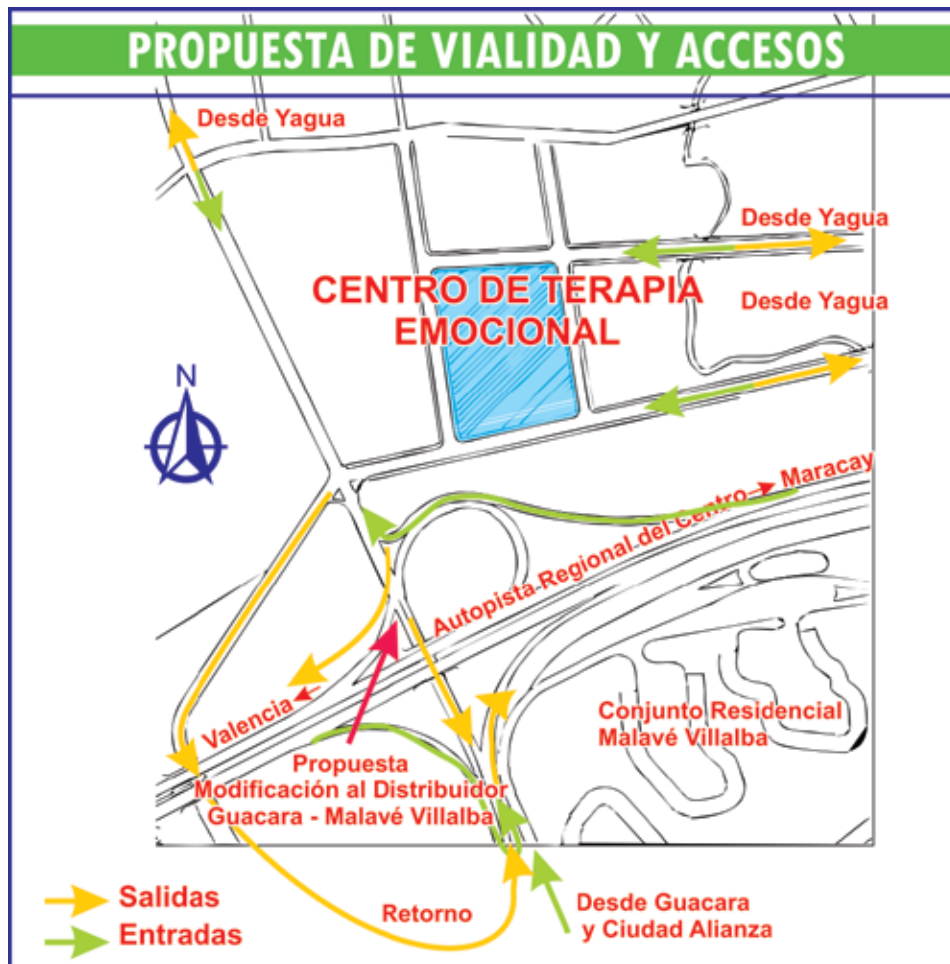 PROPUESTA DE VIALIDAD Y ACCESOS
Desde Yagua
Desde Yagua
CENTRO DE TERAPIA
EMOCIONAL
Desde Yagua
N
Autopista Regional del Centro
Maracay
Valencia
Conjunto Residencial
Malavé Villalba
Propuesta
Modificación al Distribuidor
Guacara - Malavé Villalba
Salidas
Entradas
Retorno
Desde Guacara
y Ciudad Alianza